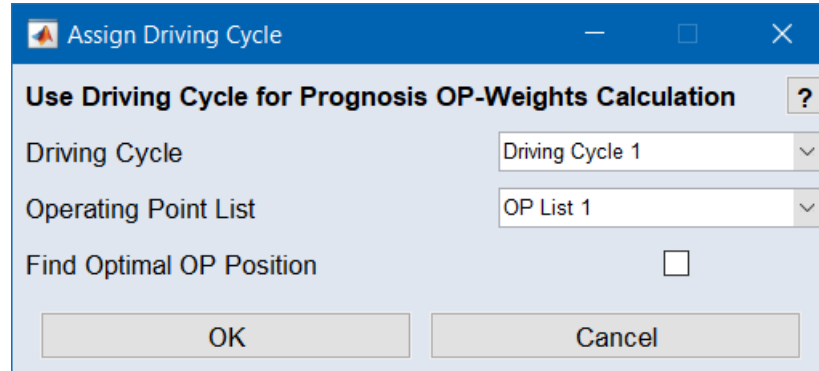 Assign Driving Cycle
Use Driving Cycle for Prognosis OP-Weights Calculation ?
Driving Cycle Driving Cycle 1
Operating Point List OP List 1
Find Optimal OP Position
OK Cancel